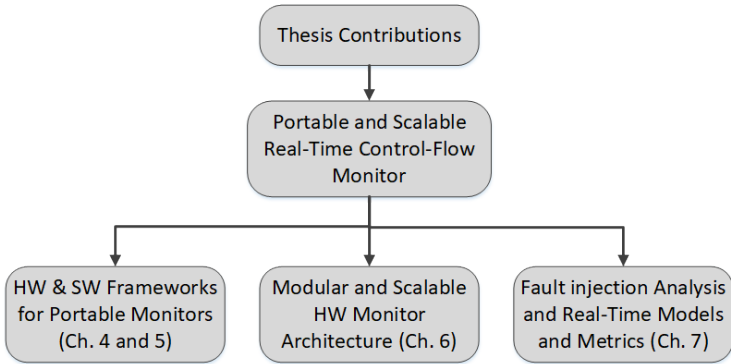 Thesis Contributions
Portable and Scalable
Real-Time Control-Flow
Monitor
HW & SW Frameworks
for Portable Monitors
(Ch. 4 and 5)
Modular and Scalable
HW Monitor
Architecture (Ch. 6)
Fault injection Analysis
and Real-Time Models
and Metrics (Ch. 7)